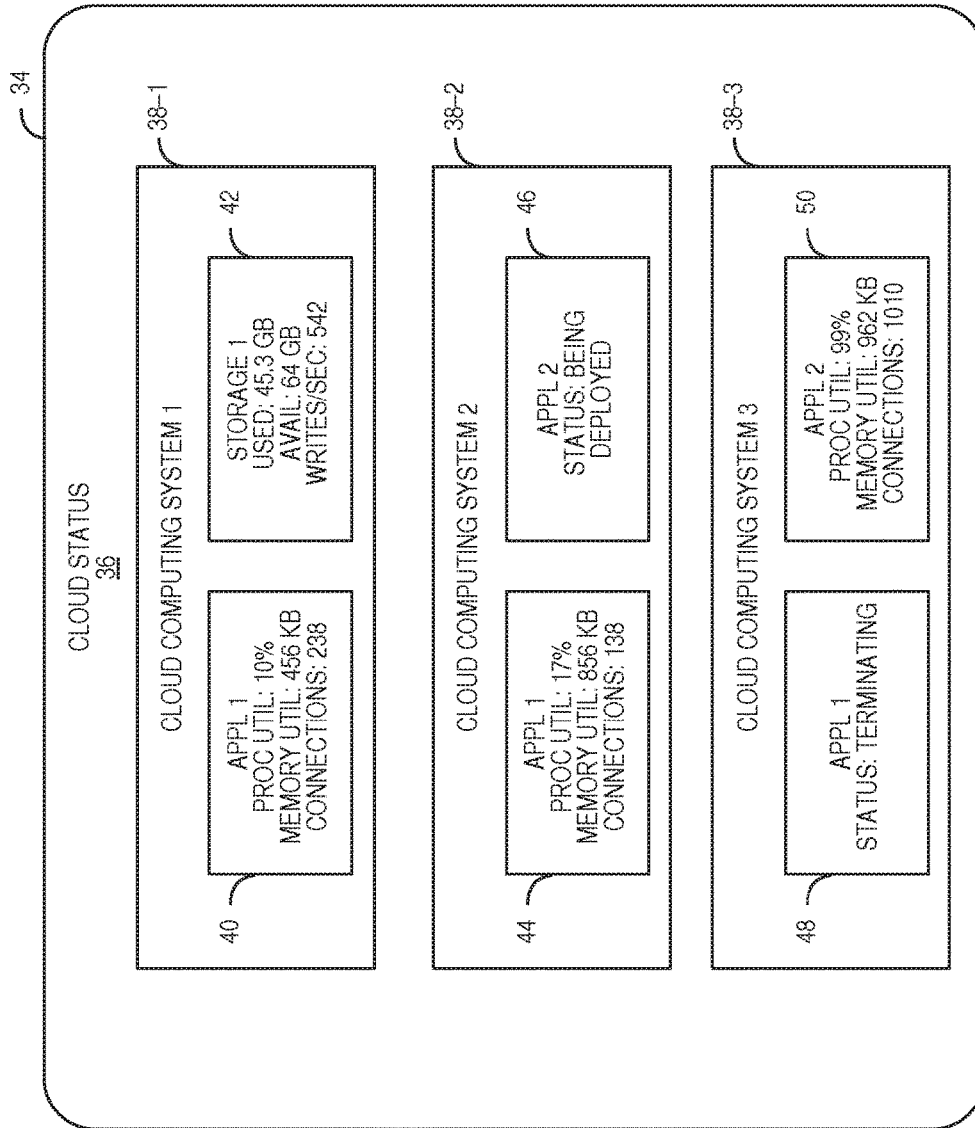 34
CLOUD STATUS
36
38–1
CLOUD COMPUTING SYSTEM 1
40
APPL 1
PROC UTIL: 10%
MEMORY UTIL: 456 KB
CONNECTIONS: 238
42
STORAGE 1
USED: 45.3 GB
AVAIL: 64 GB
WRITES/SEC: 542
38–2
CLOUD COMPUTING SYSTEM 2
44
APPL 1
PROC UTIL: 17%
MEMORY UTIL: 856 KB
CONNECTIONS: 138
46
APPL 2
STATUS: BEING
DEPLOYED
38–3
CLOUD COMPUTING SYSTEM 3
48
APPL 1
STATUS: TERMINATING
50
APPL 2
PROC UTIL: 99%
MEMORY UTIL: 962 KB
CONNECTIONS: 1010